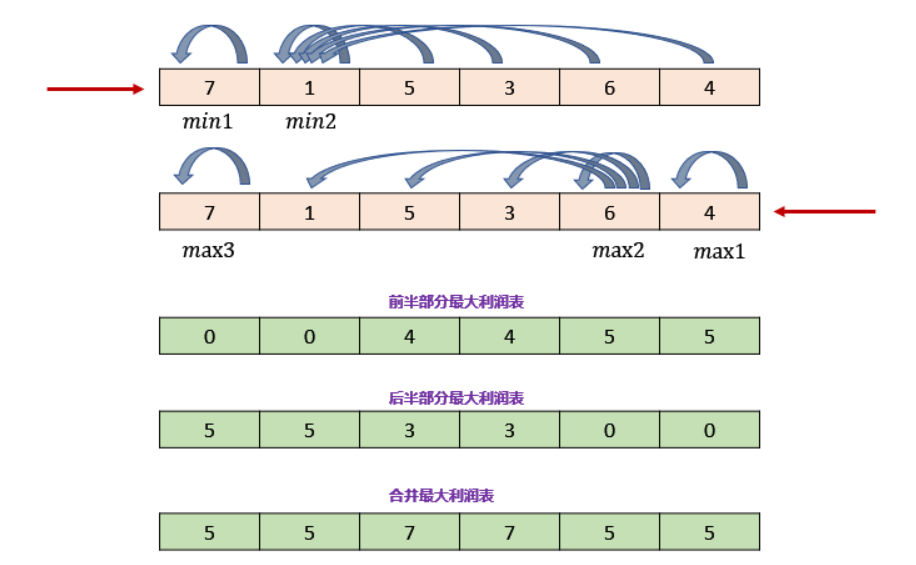 7 1 5 3 6 4
min1 min2
7 1 5 3 6 4
max3 max2 max1
前半部分最大利润表
0 0 4 4 5 5
后半部分最大利润表
5 5 3 3 0 0
合并最大利润表
5 5 7 7 5 5